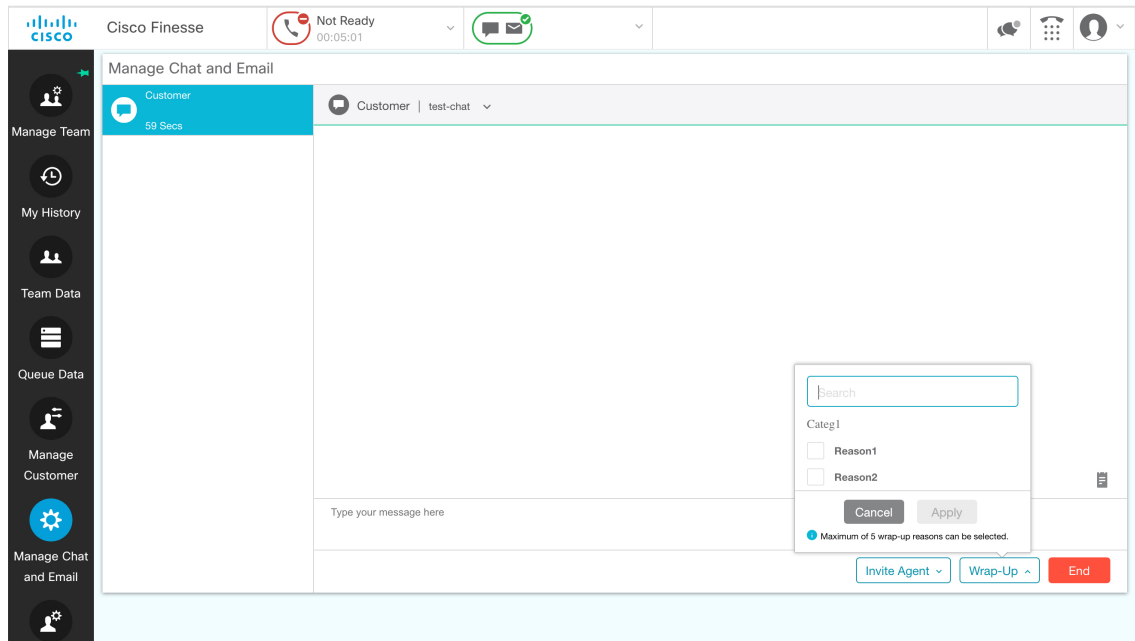 CISCO
Cisco Finesse
Not Ready
00:05:01
Manage Team
My History
Team Data
Queue Data
Manage
Customer
Manage Chat
and Email
Manage Chat and Email
Customer
59 Secs
Customer | test-chat
Search
Categ1
Reason1
Reason2
Cancel
Apply
Maximum of 5 wrap-up reasons can be selected.
Type your message here
Invite Agent
Wrap-Up
End